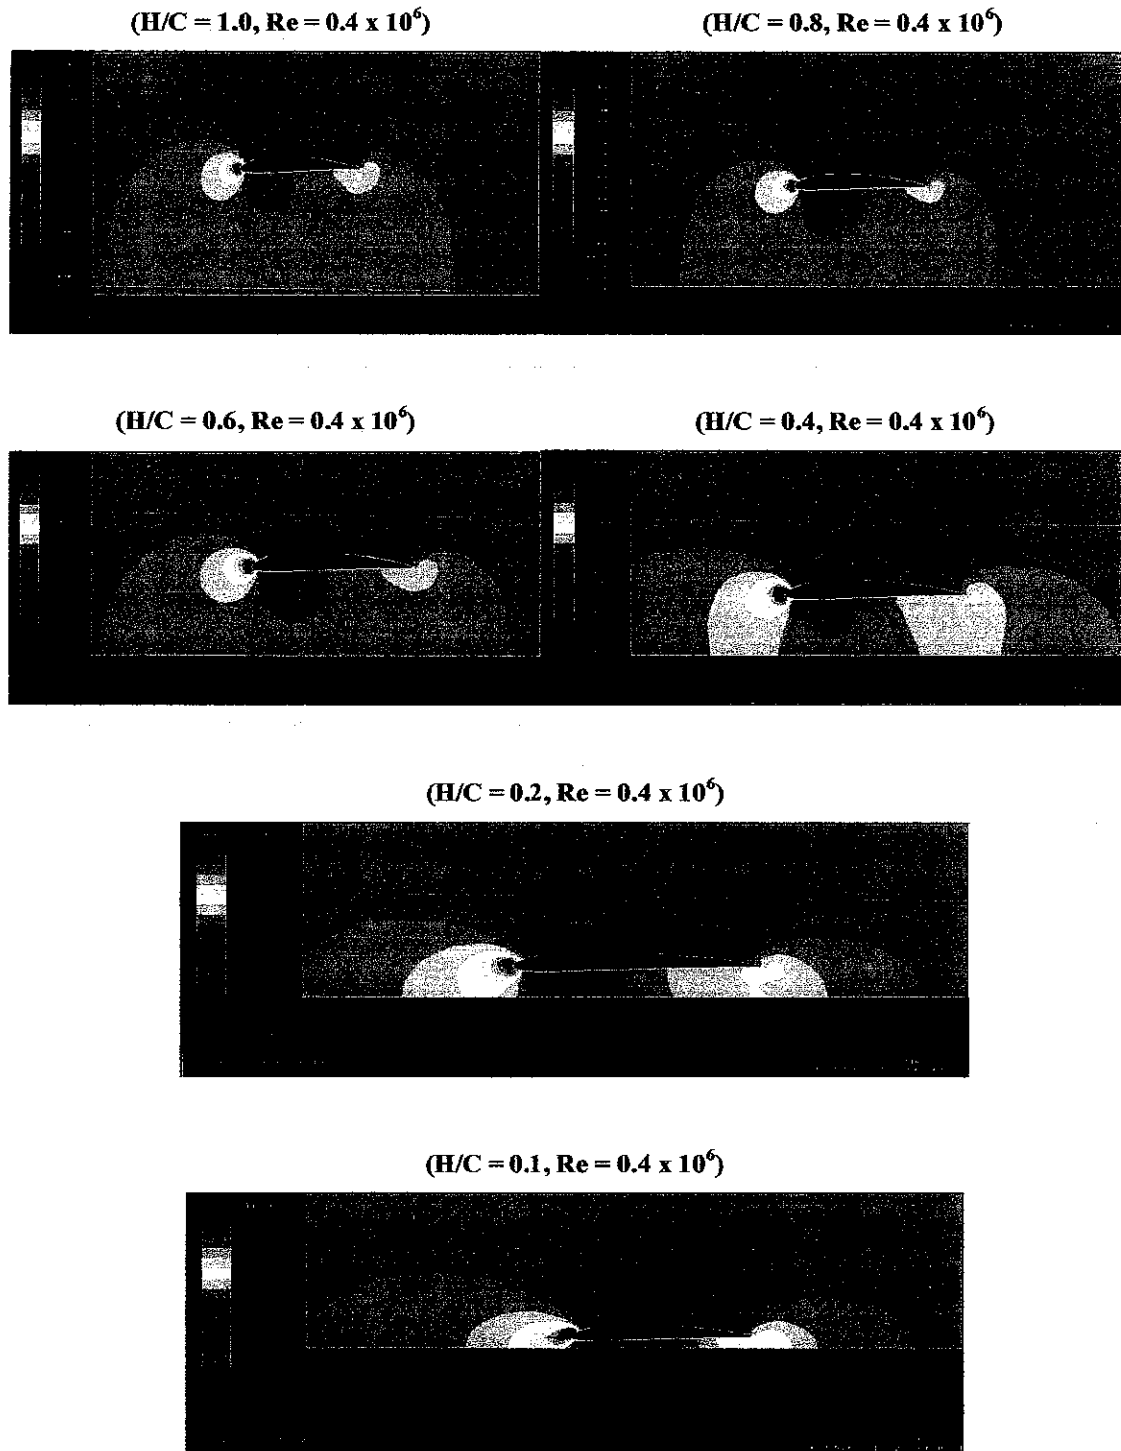 (H/C = 1.0, Re = 0.4 x 10⁶)
(H/C = 0.8, Re = 0.4 x 10⁶)
(H/C = 0.6, Re = 0.4 x 10⁶)
(H/C = 0.4, Re = 0.4 x 10⁶)
(H/C = 0.2, Re = 0.4 x 10⁶)
(H/C = 0.1, Re = 0.4 x 10⁶)